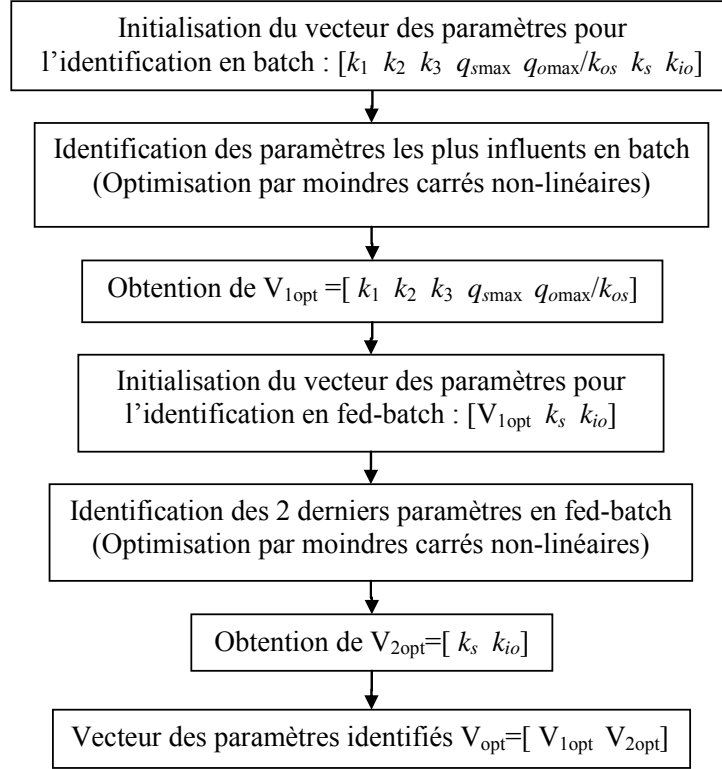 Initialisation du vecteur des paramètres pour
l’identification en batch : [k₁ k₂ k₃ qₛₘₐₓ qₒₘₐₓ/kₒₛ kₛ kᵢₒ]
Identification des paramètres les plus influents en batch
(Optimisation par moindres carrés non-linéaires)
Obtention de V₁ₒₚₜ =[ k₁ k₂ k₃ qₛₘₐₓ qₒₘₐₓ/kₒₛ]
Initialisation du vecteur des paramètres pour
l’identification en fed-batch : [V₁ₒₚₜ kₛ kᵢₒ]
Identification des 2 derniers paramètres en fed-batch
(Optimisation par moindres carrés non-linéaires)
Obtention de V₂ₒₚₜ=[ kₛ kᵢₒ]
Vecteur des paramètres identifiés Vₒₚₜ=[ V₁ₒₚₜ V₂ₒₚₜ]